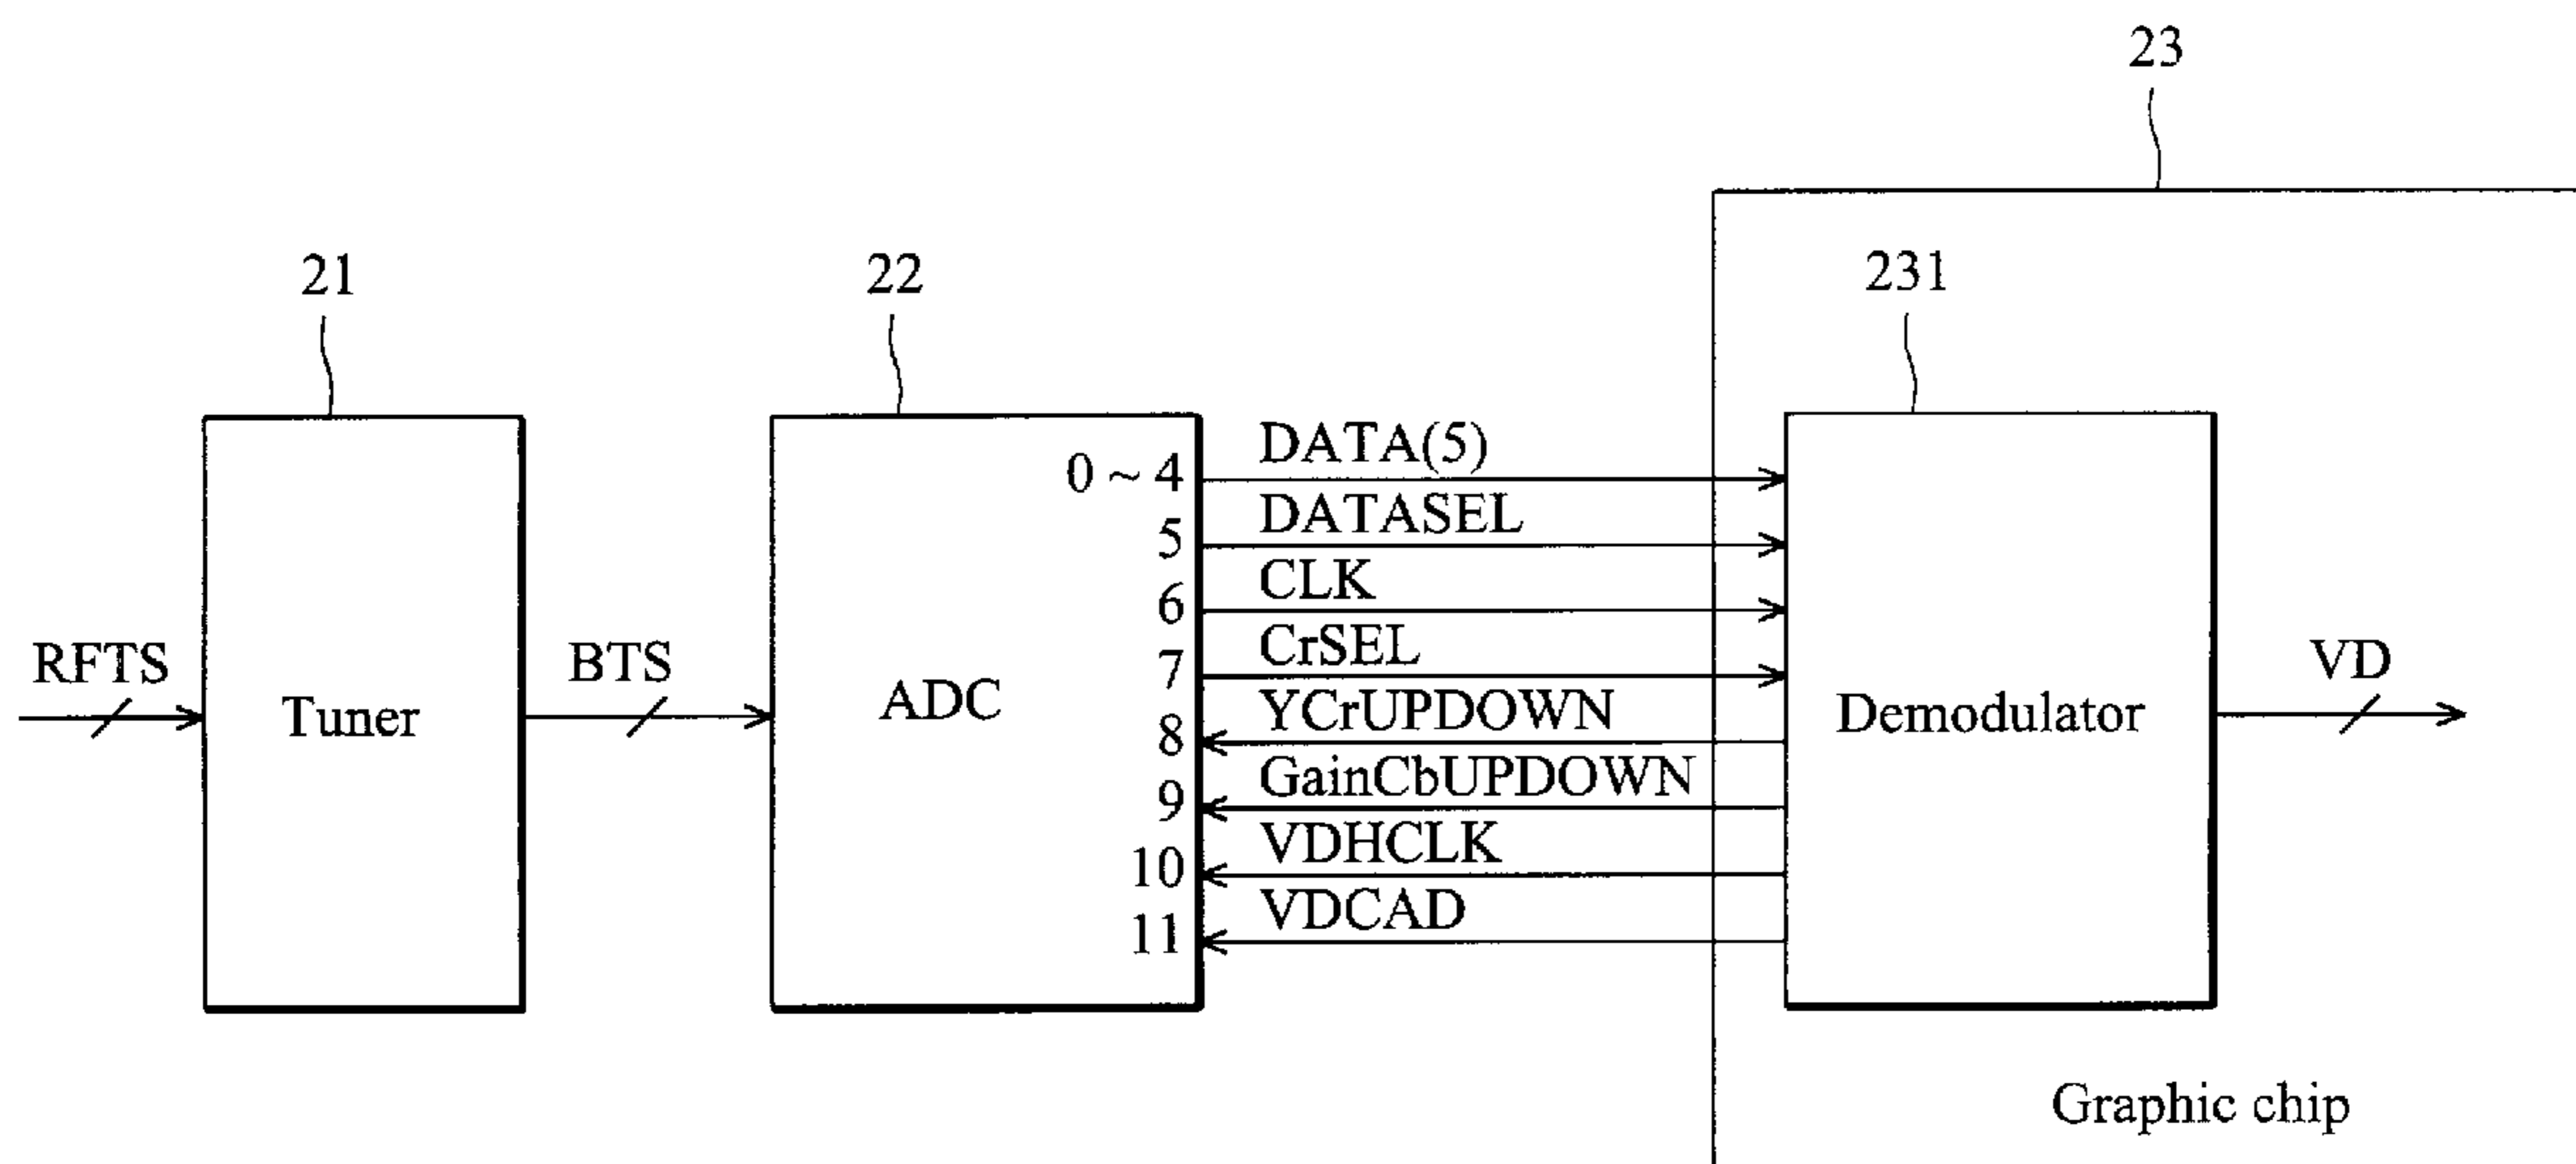 23
21
22
231
RFTS
Tuner
BTS
ADC
0 ~ 4
DATA(5)
5
DATASEL
6
CLK
7
CrSEL
8
YCrUPDOWN
9
GainCbUPDOWN
10
VDHCLK
11
VDCAD
Demodulator
VD
Graphic chip